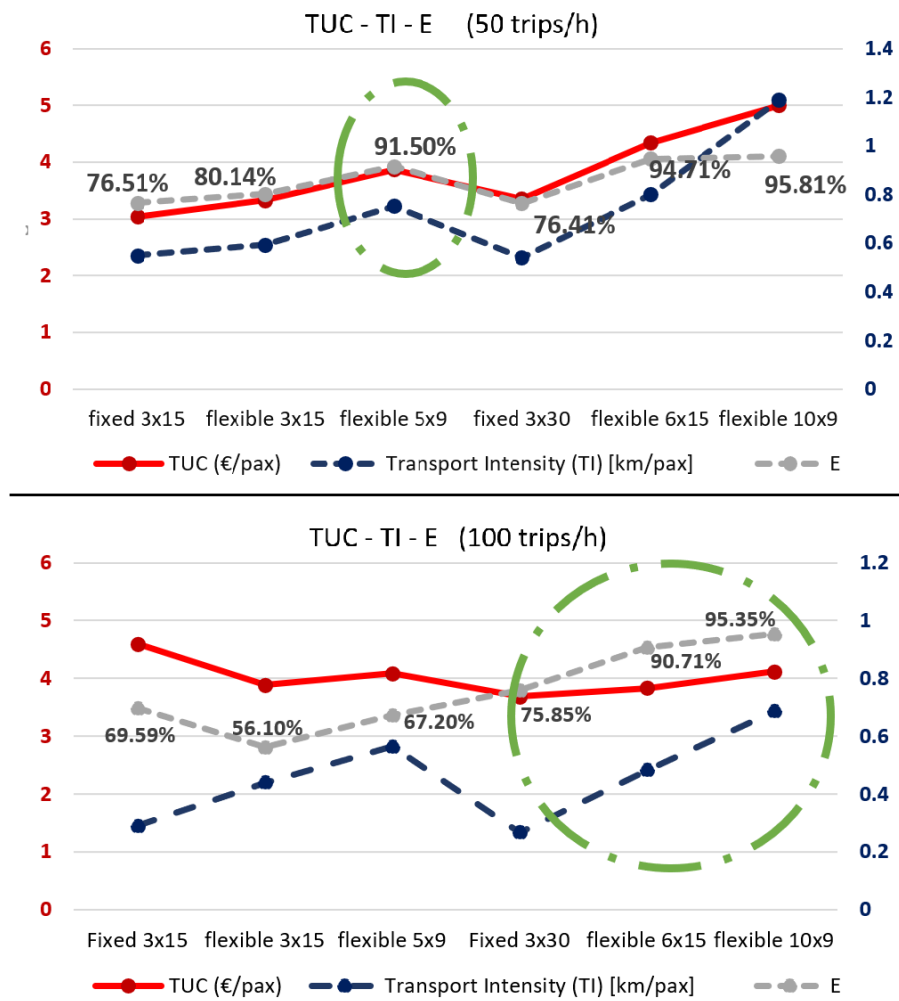 TUC - TI - E (50 trips/h)
6 1.4
5 1.2
4 1
3 0.8
2 0.6
1 0.4
0 0.2
0
76.51% 80.14% 91.50% 76.41% 94.71% 95.81%
fixed 3x15 flexible 3x15 flexible 5x9 fixed 3x30 flexible 6x15 flexible 10x9
TUC (€/pax) Transport Intensity (TI) [km/pax] E
TUC - TI - E (100 trips/h)
6 1.2
5 1
4 0.8
3 0.6
2 0.4
1 0.2
0 0
69.59% 56.10% 67.20% 75.85% 90.71% 95.35%
Fixed 3x15 flexible 3x15 flexible 5x9 Fixed 3x30 flexible 6x15 flexible 10x9
TUC (€/pax) Transport Intensity (TI) [km/pax] E